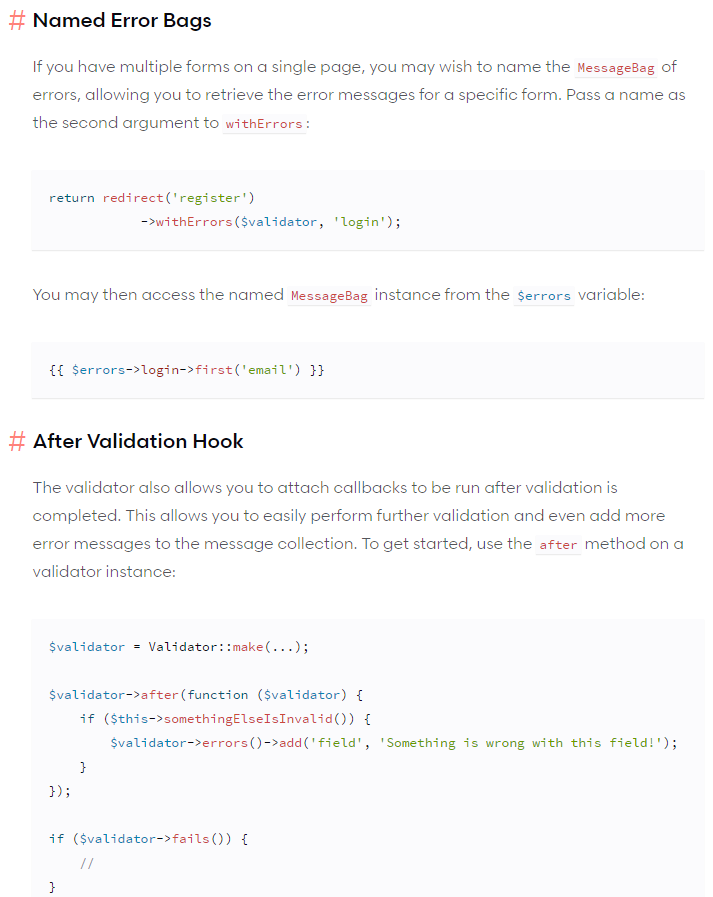 # Named Error Bags
If you have multiple forms on a single page, you may wish to name the MessageBag of
errors, allowing you to retrieve the error messages for a specific form. Pass a name as
the second argument to withErrors:
return redirect('register')
            ->withErrors($validator, 'login');
You may then access the named MessageBag instance from the $errors variable:
{{ $errors->login->first('email') }}
# After Validation Hook
The validator also allows you to attach callbacks to be run after validation is
completed. This allows you to easily perform further validation and even add more
error messages to the message collection. To get started, use the after method on a
validator instance:
$validator = Validator::make(...);
$validator->after(function ($validator) {
    if ($this->somethingElseIsInvalid()) {
        $validator->errors()->add('field', 'Something is wrong with this field!');
    }
});
if ($validator->fails()) {
    //
}